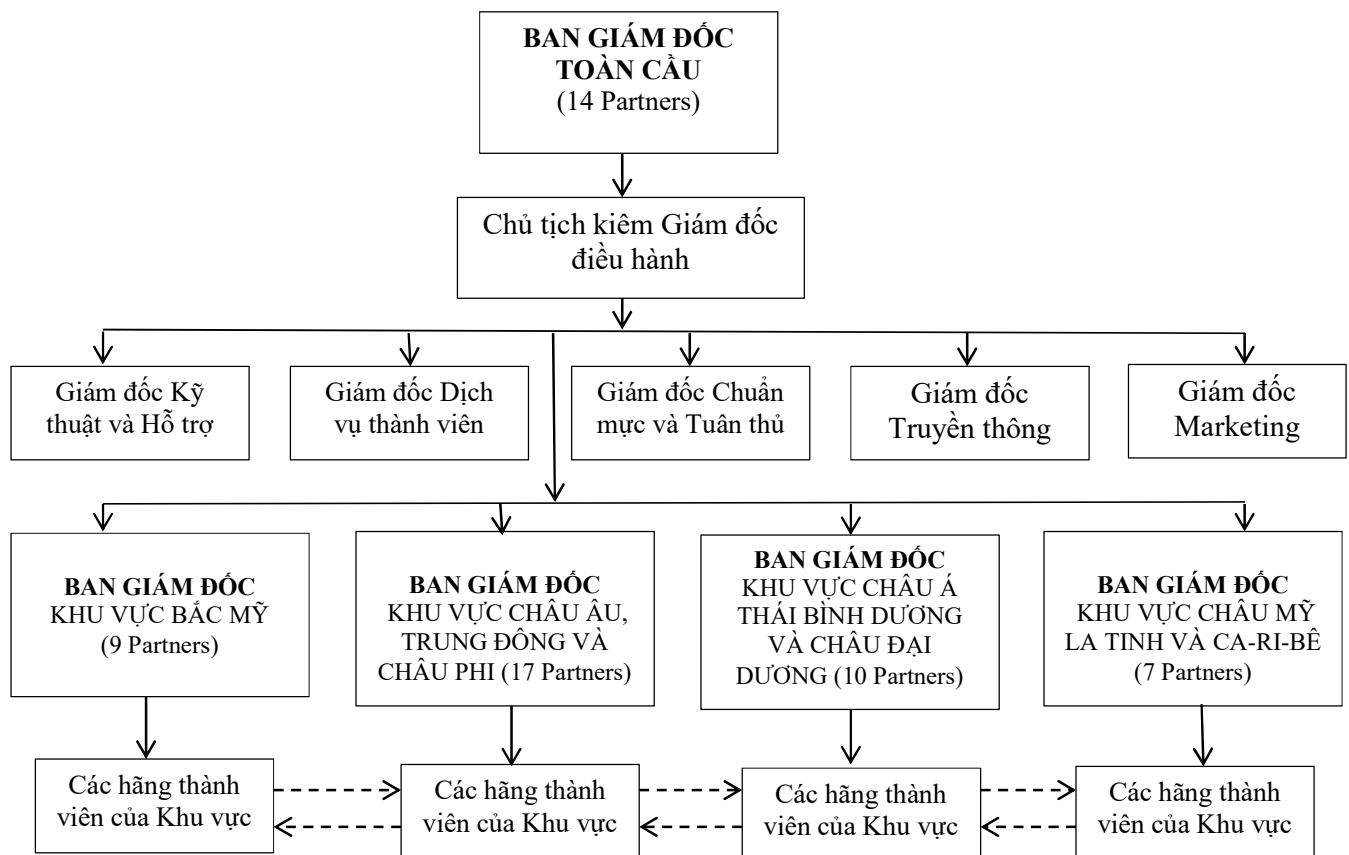 BAN GIÁM ĐỐC
TOÀN CẦU
(14 Partners)
Chủ tịch kiêm Giám đốc
điều hành
Giám đốc Kỹ
thuật và Hỗ trợ
Giám đốc Dịch
vụ thành viên
Giám đốc Chuẩn
mực và Tuân thủ
Giám đốc
Truyền thông
Giám đốc
Marketing
BAN GIÁM ĐỐC
KHU VỰC BẮC MỸ
(9 Partners)
BAN GIÁM ĐỐC
KHU VỰC CHÂU ÂU,
TRUNG ĐÔNG VÀ
CHÂU PHI (17 Partners)
BAN GIÁM ĐỐC
KHU VỰC CHÂU Á
THÁI BÌNH DƯƠNG
VÀ CHÂU ĐẠI
DƯƠNG (10 Partners)
BAN GIÁM ĐỐC
KHU VỰC CHÂU MỸ
LA TINH VÀ CA-RI-BÊ
(7 Partners)
Các hãng thành
viên của Khu vực
Các hãng thành
viên của Khu vực
Các hãng thành
viên của Khu vực
Các hãng thành
viên của Khu vực